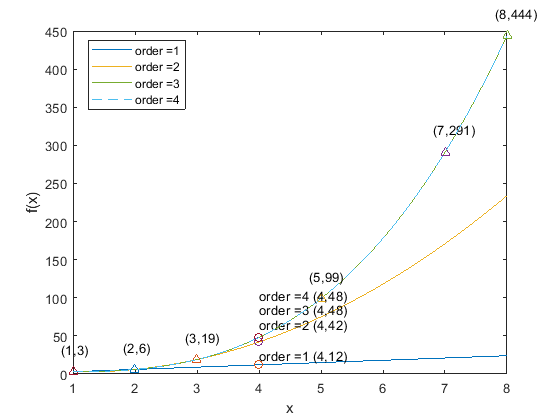 (8,444)
450
order =1
order =2
order =3
order =4
400
350
(7,291)
300
250
f(x)
200
150
(5,99)
100
order =4 (4,48)
order =3 (4,48)
order =2 (4,42)
50
(3,19)
(2,6)
(1,3)
order =1 (4,12)
0
1 2 3 4 5 6 7 8
x